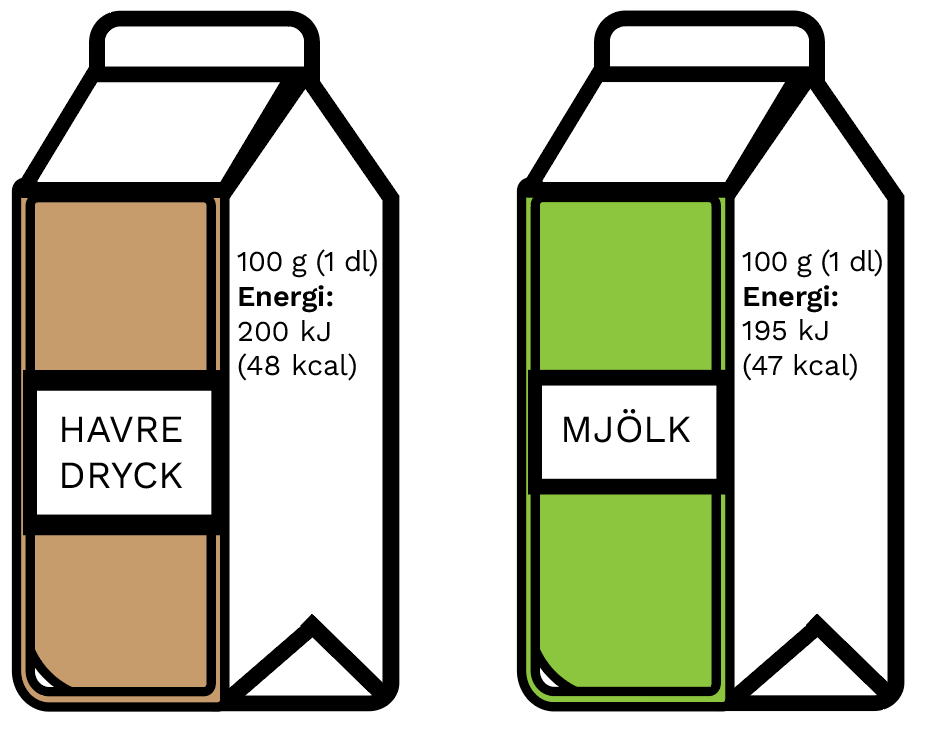 HAVRE
DRYCK
100 g (1 dl)
Energi:
200 kJ
(48 kcal)
MJÖLK
100 g (1 dl)
Energi:
195 kJ
(47 kcal)